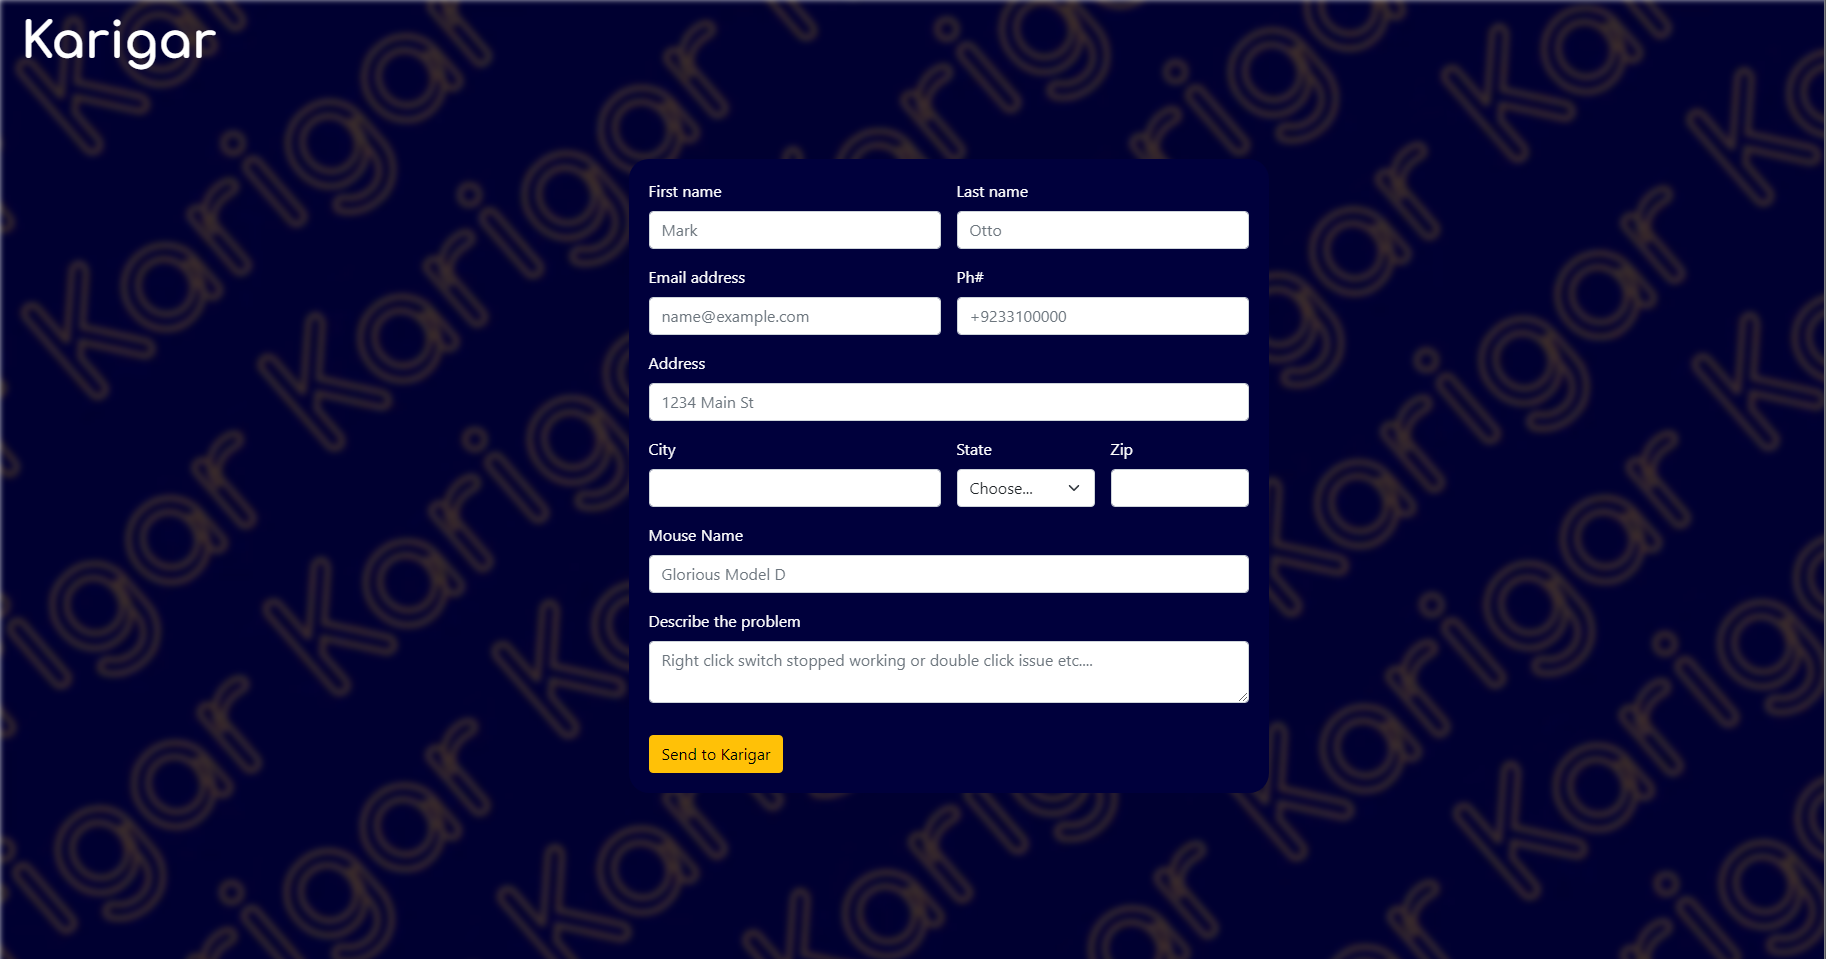 Karigar
First name Last name
Mark Otto
Email address Ph#
name@example.com +9233100000
Address
1234 Main St
City State Zip
Choose...
Mouse Name
Glorious Model D
Describe the problem
Right click switch stopped working or double click issue etc....
Send to Karigar